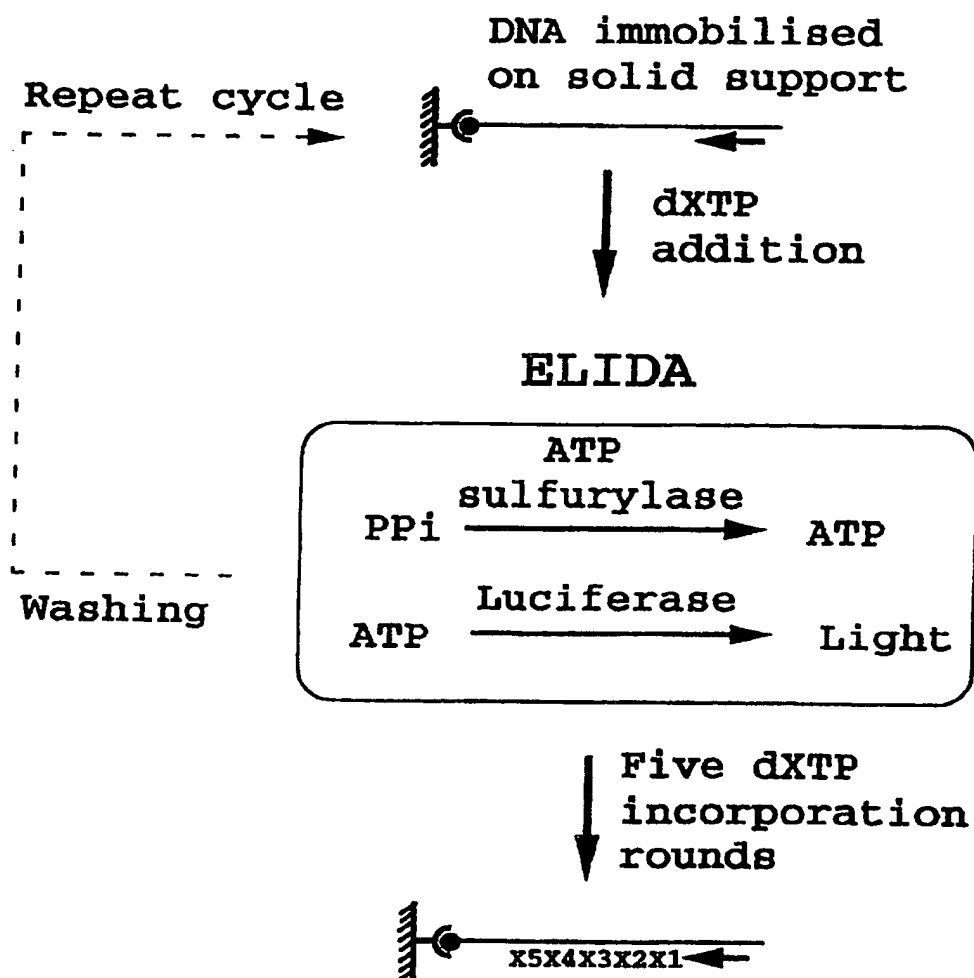 DNA immobilised
on solid support
Repeat cycle
dXTP
addition
ELIDA
ATP
sulfurylase
PPi
ATP
Washing
Luciferase
ATP
Light
Five dXTP
incorporation
rounds
X5X4X3X2X1